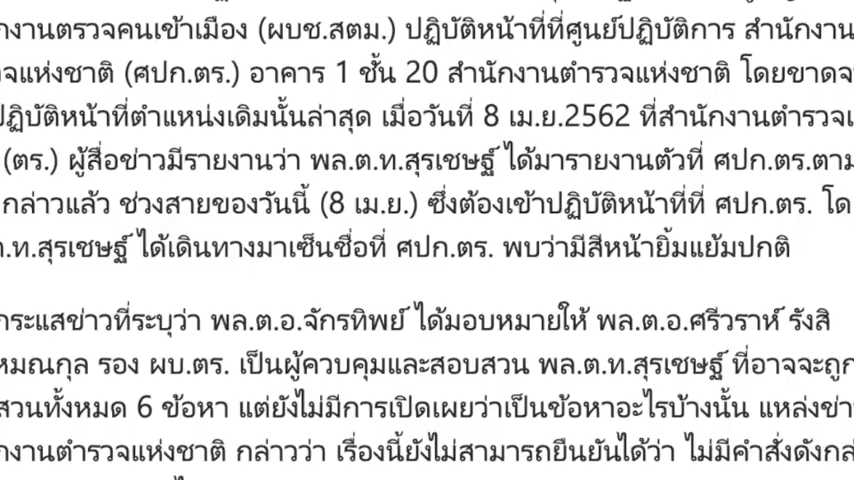 กงานตรวจคนเข้าเมือง (ผบช.สตม.) ปฏิบัติหน้าที่ที่ศูนย์ปฏิบัติการ สำนักงาน
จแห่งชาติ (ศปก.ตร.) อาคาร 1 ชั้น 20 สำนักงานตำรวจแห่งชาติ โดยขาดจ
ปฏิบัติหน้าที่ตำแหน่งเดิมนั้นล่าสุด เมื่อวันที่ 8 เม.ย.2562 ที่สำนักงานตำรวจแ
(ตร.) ผู้สื่อข่าวมีรายงานว่า พล.ต.ท.สุรเชษฐ์ ได้มารายงานตัวที่ ศปก.ตร.ตาม
กล่าวแล้ว ช่วงสายของวันนี้ (8 เม.ย.) ซึ่งต้องเข้าปฏิบัติหน้าที่ที่ ศปก.ตร. โด
.ท.สุรเชษฐ์ ได้เดินทางมาเซ็นชื่อที่ ศปก.ตร. พบว่ามีสีหน้ายิ้มแย้มปกติ
กระแสข่าวที่ระบุว่า พล.ต.อ.จักรทิพย์ ได้มอบหมายให้ พล.ต.อ.ศรีวราห์ รังสิ
หมณกุล รอง ผบ.ตร. เป็นผู้ควบคุมและสอบสวน พล.ต.ท.สุรเชษฐ์ ที่อาจจะถูก
สวนทั้งหมด 6 ข้อหา แต่ยังไม่มีการเปิดเผยว่าเป็นข้อหาอะไรบ้างนั้น แหล่งข่า
กงานตำรวจแห่งชาติ กล่าวว่า เรื่องนี้ยังไม่สามารถยืนยันได้ว่า ไม่มีคำสั่งดังกล่